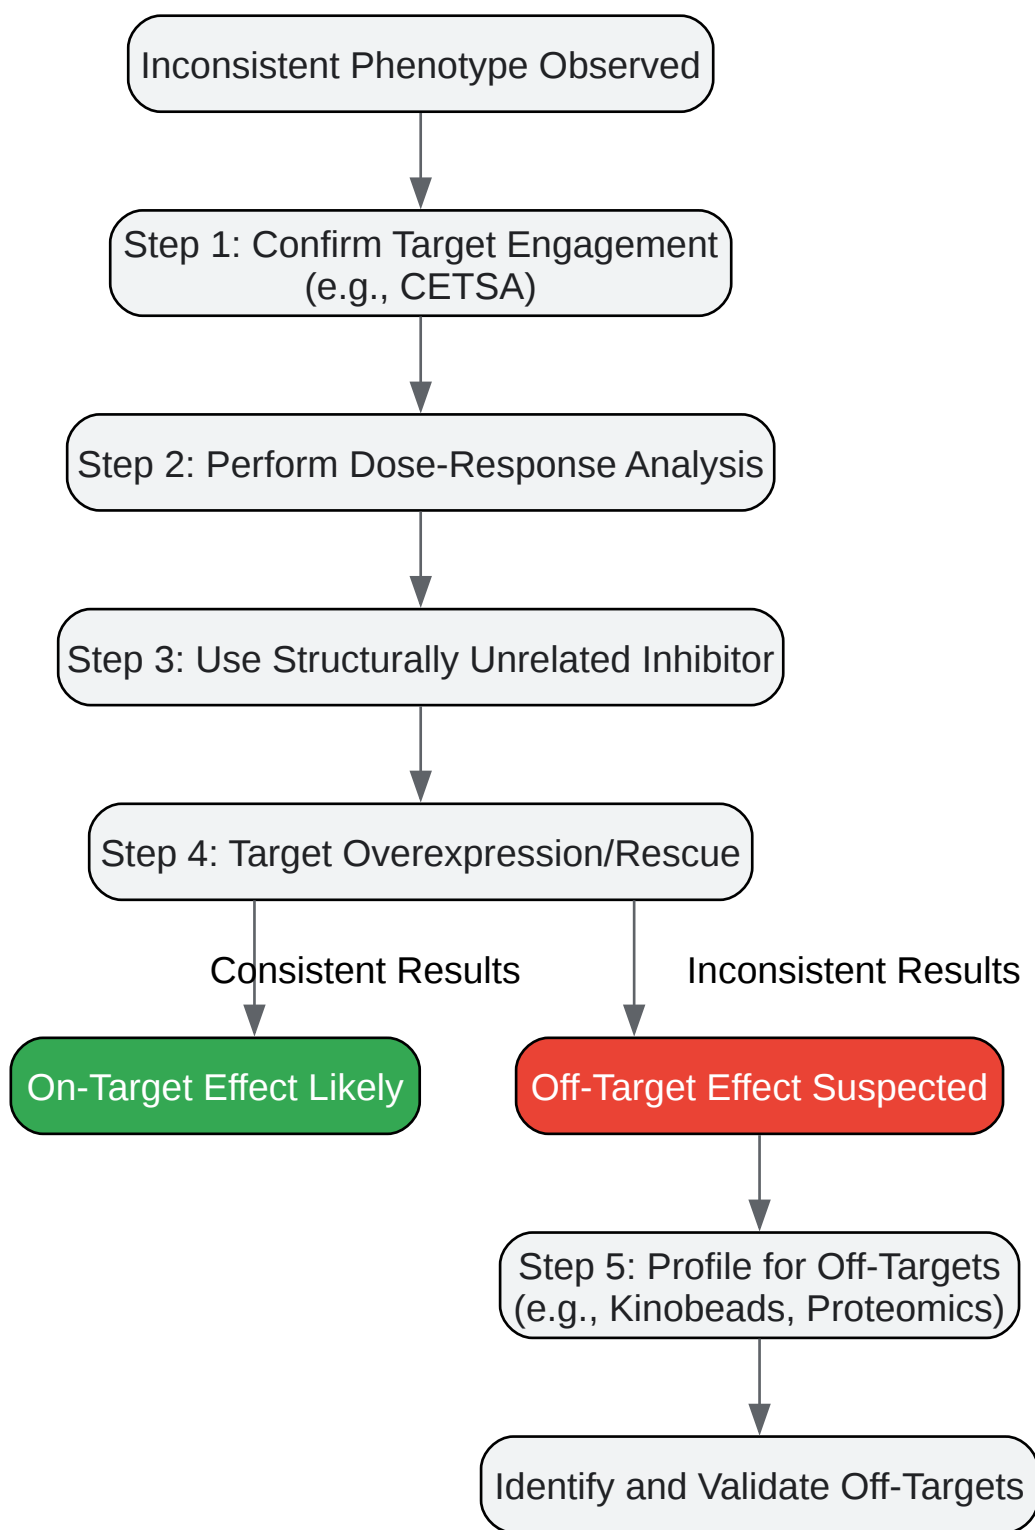 Inconsistent Phenotype Observed
Step 1: Confirm Target Engagement
(e.g., CETSA)
Step 2: Perform Dose-Response Analysis
Step 3: Use Structurally Unrelated Inhibitor
Step 4: Target Overexpression/Rescue
Consistent Results
Inconsistent Results
On-Target Effect Likely
Off-Target Effect Suspected
Step 5: Profile for Off-Targets
(e.g., Kinobeads, Proteomics)
Identify and Validate Off-Targets